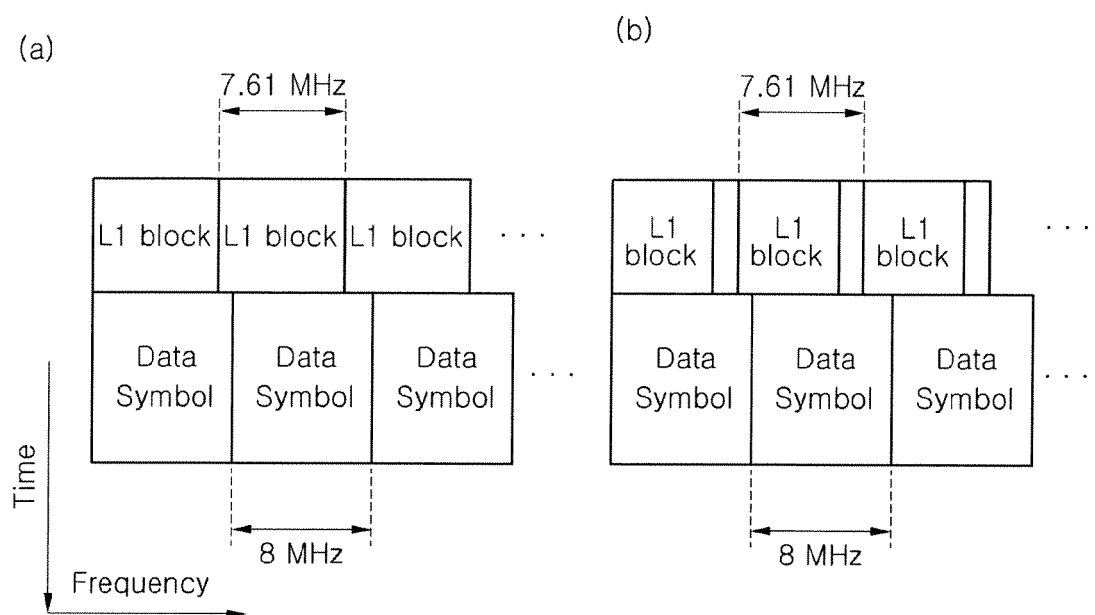 (a)
7.61 MHz
L1 block L1 block L1 block . . .
Data Symbol Data Symbol Data Symbol . . .
8 MHz
Time
Frequency
(b)
7.61 MHz
L1 block L1 block L1 block . . .
Data Symbol Data Symbol Data Symbol . . .
8 MHz